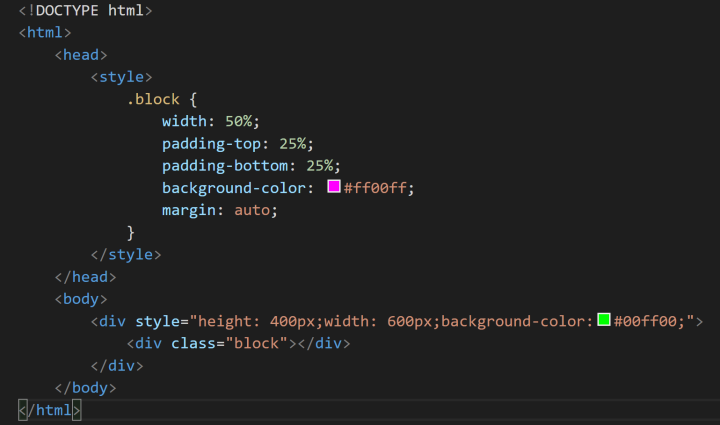 <!DOCTYPE html>
<html>
    <head>
        <style>
            .block {
                width: 50%;
                padding-top: 25%;
                padding-bottom: 25%;
                background-color: #ff00ff;
                margin: auto;
            }
        </style>
    </head>
    <body>
        <div style="height: 400px;width: 600px;background-color:#00ff00;">
            <div class="block"></div>
        </div>
    </body>
</html>